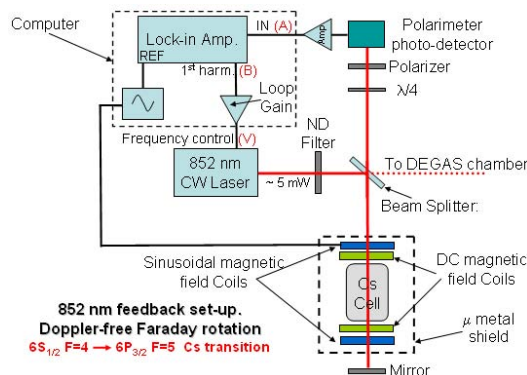 Computer
Lock-in Amp.
REF
IN (A)
Amp
Polarimeter
photo-detector
1st harm.
(B)
Polarizer
λ/4
Loop
Gain
Frequency control (V)
ND
Filter
852 nm
CW Laser
~ 5 mW
To DEGAS chamber
Beam Splitter:
Sinusoidal magnetic
field Coils
DC magnetic
field Coils
Cs
Cell
852 nm feedback set-up.
Doppler-free Faraday rotation
6S1/2 F=4 → 6P3/2 F=5 Cs transition
μ metal
shield
Mirror